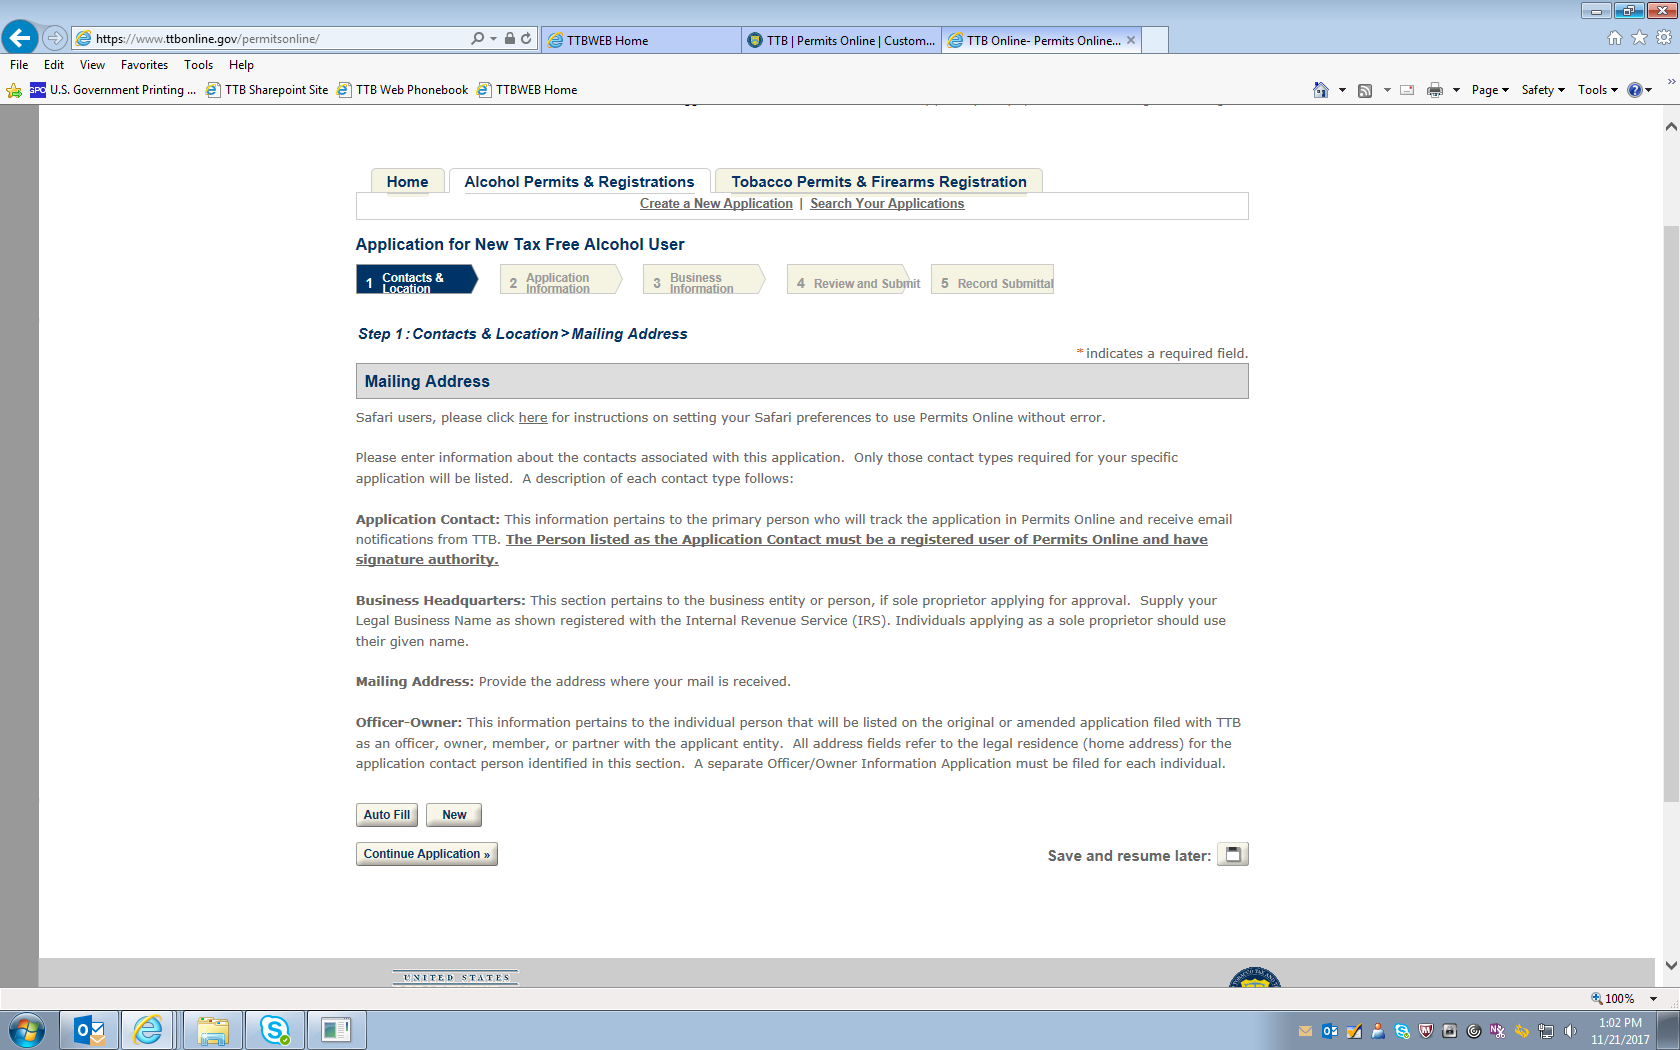 https://www.ttbonline.gov/permitsonline/
TTBWEB Home
TTB | Permits Online | Custom...
TTB Online- Permits Online...
File Edit View Favorites Tools Help
GPO U.S. Government Printing ... TTB Sharepoint Site TTB Web Phonebook TTBWEB Home
Page Safety Tools
Home Alcohol Permits & Registrations Tobacco Permits & Firearms Registration
Create a New Application | Search Your Applications
Application for New Tax Free Alcohol User
1 Contacts & Location
2 Application Information
3 Business Information
4 Review and Submit
5 Record Submittal
Step 1: Contacts & Location > Mailing Address
* indicates a required field.
Mailing Address
Safari users, please click here for instructions on setting your Safari preferences to use Permits Online without error.
Please enter information about the contacts associated with this application. Only those contact types required for your specific
application will be listed. A description of each contact type follows:
Application Contact: This information pertains to the primary person who will track the application in Permits Online and receive email
notifications from TTB. The Person listed as the Application Contact must be a registered user of Permits Online and have
signature authority.
Business Headquarters: This section pertains to the business entity or person, if sole proprietor applying for approval. Supply your
Legal Business Name as shown registered with the Internal Revenue Service (IRS). Individuals applying as a sole proprietor should use
their given name.
Mailing Address: Provide the address where your mail is received.
Officer-Owner: This information pertains to the individual person that will be listed on the original or amended application filed with TTB
as an officer, owner, member, or partner with the applicant entity. All address fields refer to the legal residence (home address) for the
application contact person identified in this section. A separate Officer/Owner Information Application must be filed for each individual.
Auto Fill New
Continue Application »
Save and resume later:
UNITED STATES
TOBACCO TAX AND
100%
1:02 PM
11/21/2017